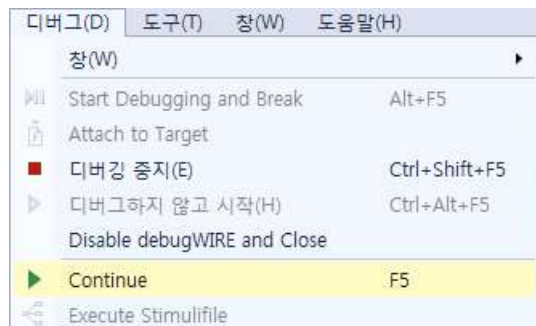 디버그(D) 도구(T) 창(W) 도움말(H)
창(W)
Start Debugging and Break Alt+F5
Attach to Target
디버깅 중지(E) Ctrl+Shift+F5
디버그하지 않고 시작(H) Ctrl+Alt+F5
Disable debugWIRE and Close
Continue F5
Execute Stimulifile